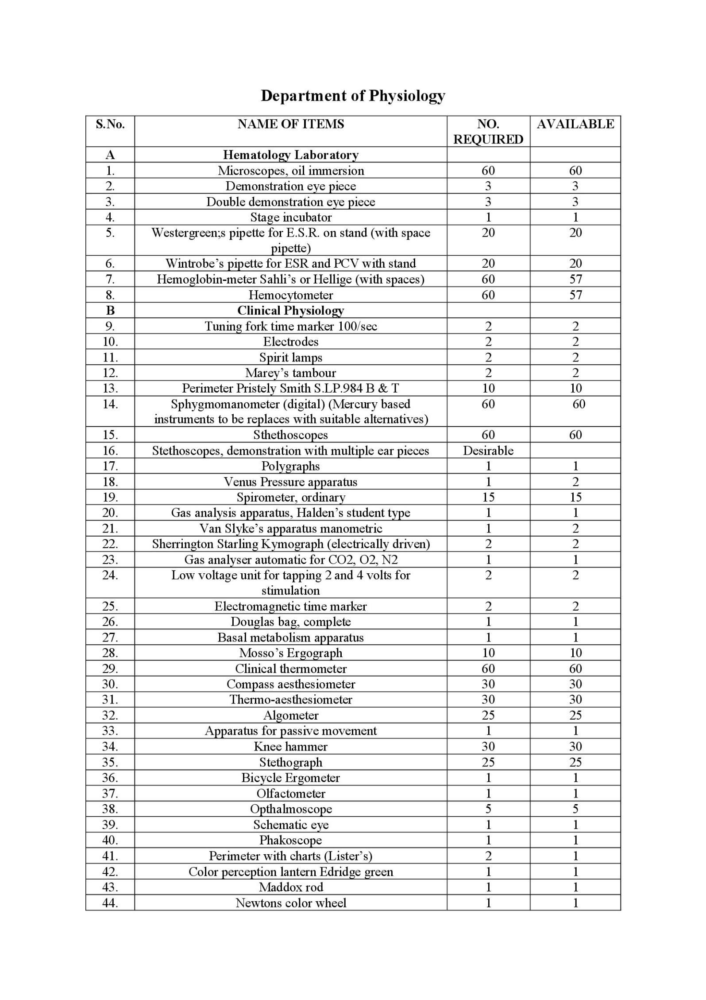 Department of Physiology
S.No. NAME OF ITEMS NO. REQUIRED AVAILABLE
A Hematology Laboratory
1. Microscopes, oil immersion 60 60
2. Demonstration eye piece 3 3
3. Double demonstration eye piece 3 3
4. Stage incubator 1 1
5. Westergreen;s pipette for E.S.R. on stand (with space 20 20
pipette)
6. Wintrobe’s pipette for ESR and PCV with stand 20 20
7. Hemoglobin-meter Sahli’s or Hellige (with spaces) 60 57
8. Hemocytometer 60 57
B Clinical Physiology
9. Tuning fork time marker 100/sec 2 2
10. Electrodes 2 2
11. Spirit lamps 2 2
12. Marey’s tambour 2 2
13. Perimeter Pristely Smith S.LP.984 B & T 10 10
14. Sphygmomanometer (digital) (Mercury based 60 60
instruments to be replaces with suitable alternatives)
15. Sthethoscopes 60 60
16. Stethoscopes, demonstration with multiple ear pieces Desirable
17. Polygraphs 1 1
18. Venus Pressure apparatus 1 2
19. Spirometer, ordinary 15 15
20. Gas analysis apparatus, Halden’s student type 1 1
21. Van Slyke’s apparatus manometric 1 2
22. Sherrington Starling Kymograph (electrically driven) 2 2
23. Gas analyser automatic for CO2, O2, N2 1 1
24. Low voltage unit for tapping 2 and 4 volts for 2 2
stimulation
25. Electromagnetic time marker 2 2
26. Douglas bag, complete 1 1
27. Basal metabolism apparatus 1 1
28. Mosso’s Ergograph 10 10
29. Clinical thermometer 60 60
30. Compass aesthesiometer 30 30
31. Thermo-aesthesiometer 30 30
32. Algometer 25 25
33. Apparatus for passive movement 1 1
34. Knee hammer 30 30
35. Stethograph 25 25
36. Bicycle Ergometer 1 1
37. Olfactometer 1 1
38. Opthalmoscope 5 5
39. Schematic eye 1 1
40. Phakoscope 1 1
41. Perimeter with charts (Lister’s) 2 1
42. Color perception lantern Edridge green 1 1
43. Maddox rod 1 1
44. Newtons color wheel 1 1